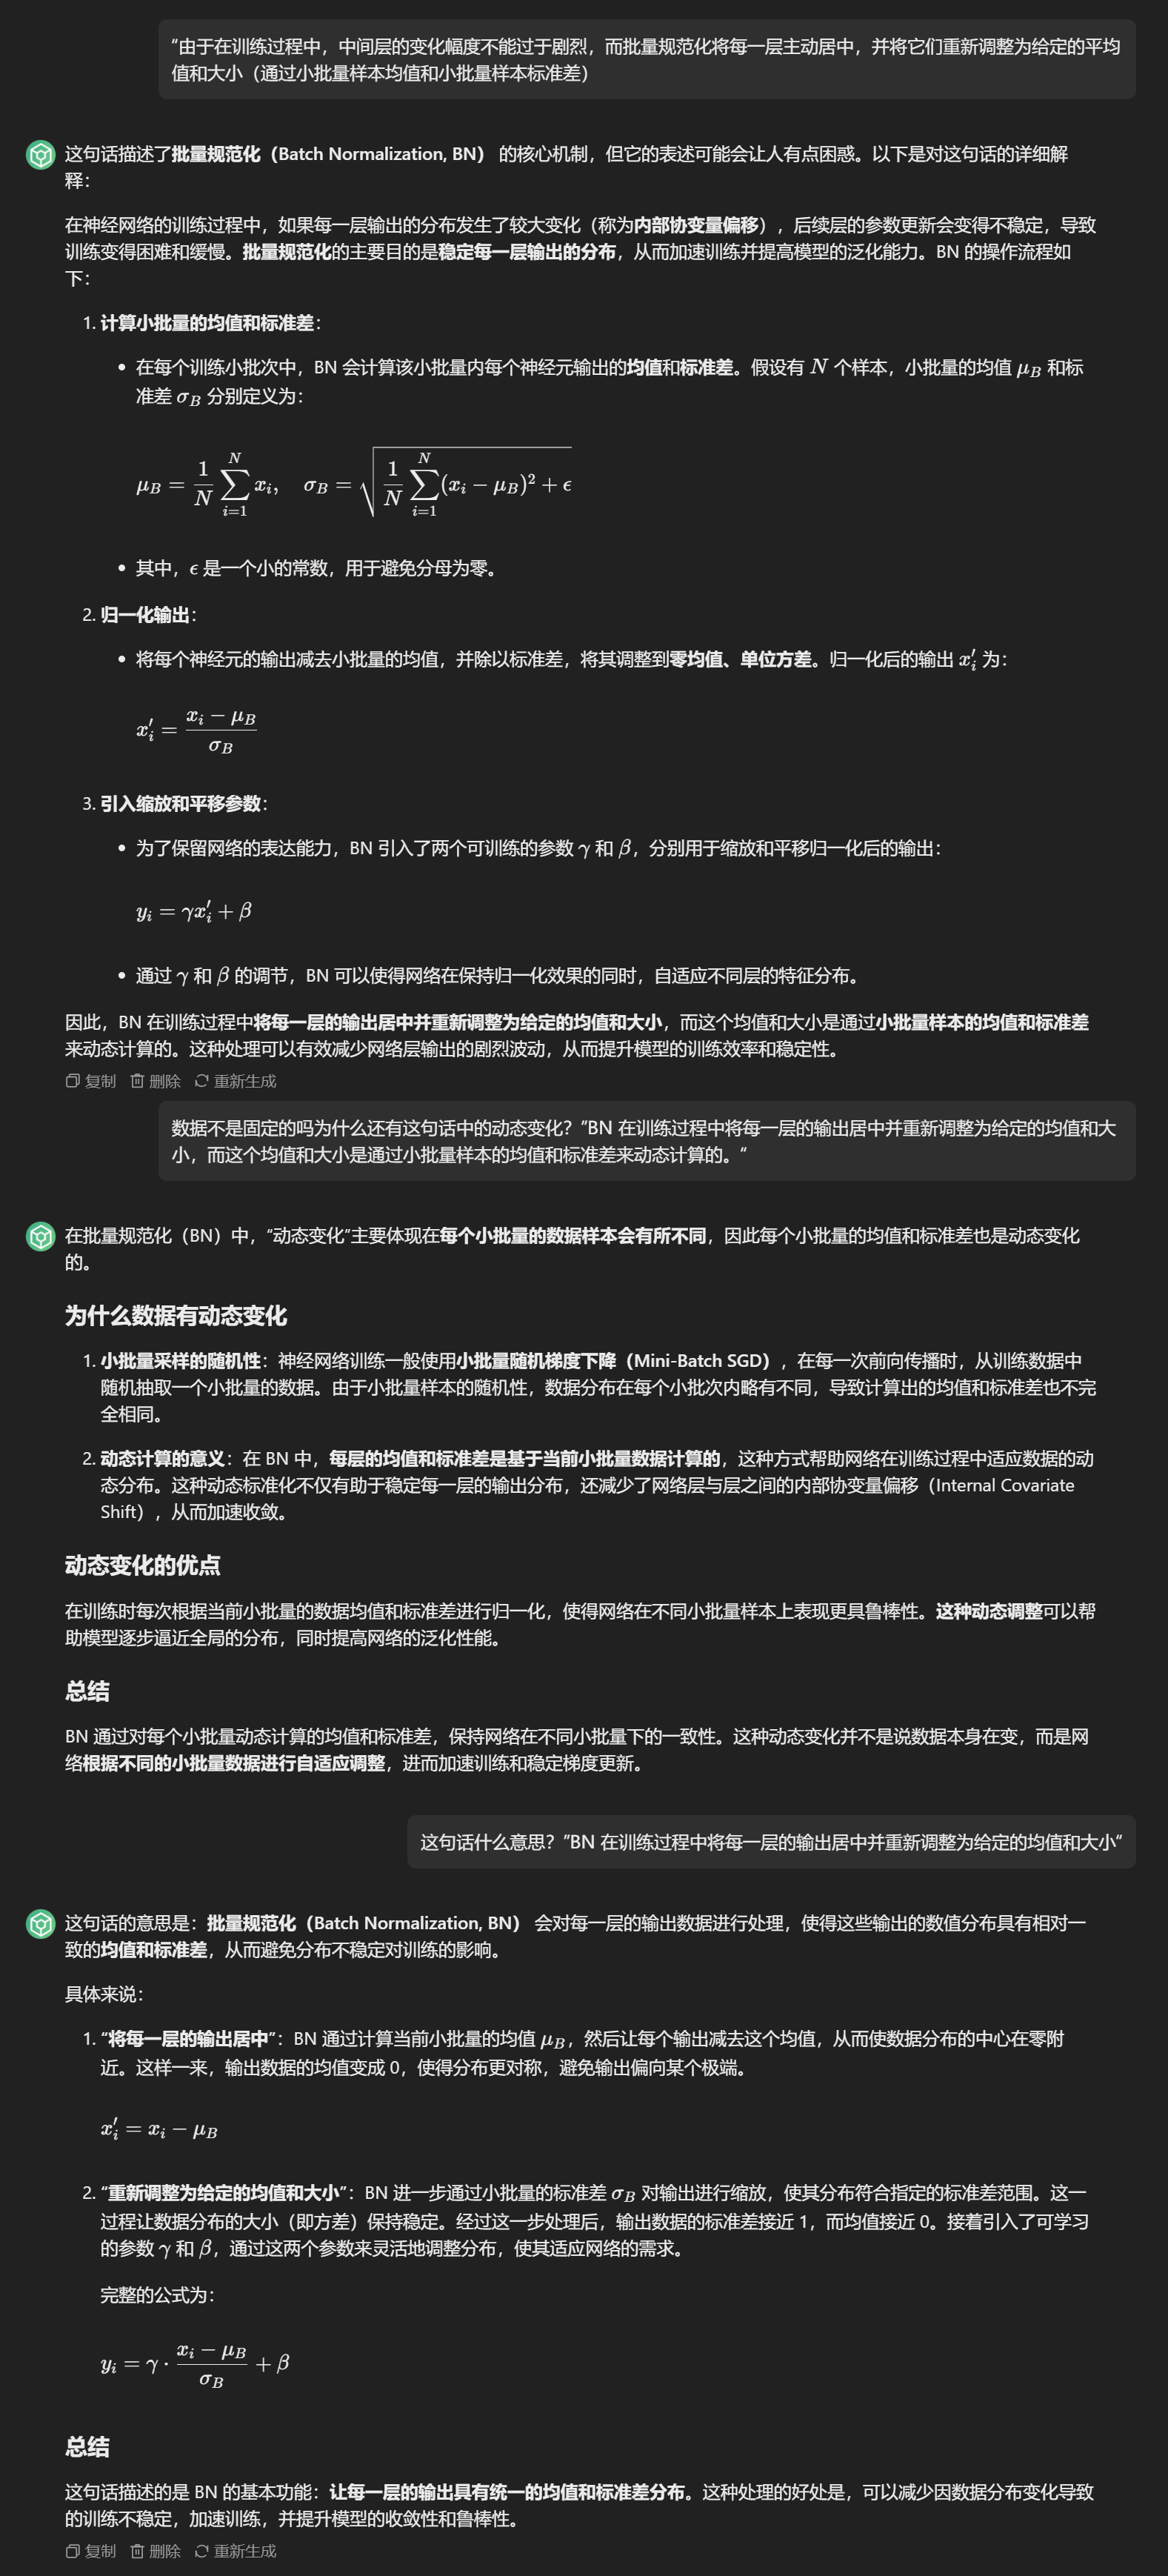 “由于在训练过程中，中间层的变化幅度不能过于剧烈，而批量规范化将每一层主动居中，并将它们重新调整为给定的平均
值和大小（通过小批量样本均值和小批量样本标准差）
这句话描述了批量规范化（Batch Normalization, BN） 的核心机制，但它的表述可能会让人有点困惑。以下是对这句话的详细解
释：
在神经网络的训练过程中，如果每一层输出的分布发生了较大变化（称为内部协变量偏移），后续层的参数更新会变得不稳定，导致
训练变得困难和缓慢。批量规范化的主要目的是稳定每一层输出的分布，从而加速训练并提高模型的泛化能力。BN 的操作流程如
下：
1. 计算小批量的均值和标准差：
• 在每个训练小批次中，BN 会计算该小批量内每个神经元输出的均值和标准差。假设有 N 个样本，小批量的均值 μ_B 和标
准差 σ_B 分别定义为：
μ_B = \frac{1}{N} \sum_{i=1}^{N} x_i, σ_B = \sqrt{\frac{1}{N} \sum_{i=1}^{N} (x_i − μ_B)^2 + ϵ}
• 其中，ϵ 是一个小的常数，用于避免分母为零。
2. 归一化输出：
• 将每个神经元的输出减去小批量的均值，并除以标准差，将其调整到零均值、单位方差。归一化后的输出 x′_i 为：
x′_i = \frac{x_i − μ_B}{σ_B}
3. 引入缩放和平移参数：
• 为了保留网络的表达能力，BN 引入了两个可训练的参数 γ 和 β，分别用于缩放和平移归一化后的输出：
y_i = γx′_i + β
• 通过 γ 和 β 的调节，BN 可以使得网络在保持归一化效果的同时，自适应不同层的特征分布。
因此，BN 在训练过程中将每一层的输出居中并重新调整为给定的均值和大小，而这个均值和大小是通过小批量样本的均值和标准差
来动态计算的。这种处理可以有效减少网络层输出的剧烈波动，从而提升模型的训练效率和稳定性。
复制 删除 重新生成
数据不是固定的吗为什么还有这句话中的动态变化？”BN 在训练过程中将每一层的输出居中并重新调整为给定的均值和大
小，而这个均值和大小是通过小批量样本的均值和标准差来动态计算的。“
在批量规范化（BN）中，“动态变化”主要体现在每个小批量的数据样本会有所不同，因此每个小批量的均值和标准差也是动态变化
的。
为什么数据有动态变化
1. 小批量采样的随机性：神经网络训练一般使用小批量随机梯度下降（Mini-Batch SGD），在每一次前向传播时，从训练数据中
随机抽取一个小批量的数据。由于小批量样本的随机性，数据分布在每个小批次内略有不同，导致计算出的均值和标准差也不完
全相同。
2. 动态计算的意义：在 BN 中，每层的均值和标准差是基于当前小批量数据计算的，这种方式帮助网络在训练过程中适应数据的动
态分布。这种动态标准化不仅有助于稳定每一层的输出分布，还减少了网络层与层之间的内部协变量偏移（Internal Covariate
Shift），从而加速收敛。
动态变化的优点
在训练时每次根据当前小批量的数据均值和标准差进行归一化，使得网络在不同小批量样本上表现更具鲁棒性。这种动态调整可以帮
助模型逐步逼近全局的分布，同时提高网络的泛化性能。
总结
BN 通过对每个小批量动态计算的均值和标准差，保持网络在不同小批量下的一致性。这种动态变化并不是说数据本身在变，而是网
络根据不同的小批量数据进行自适应调整，进而加速训练和稳定梯度更新。
这句话什么意思？”BN 在训练过程中将每一层的输出居中并重新调整为给定的均值和大小“
这句话的意思是：批量规范化（Batch Normalization, BN） 会对每一层的输出数据进行处理，使得这些输出的数值分布具有相对一
致的均值和标准差，从而避免分布不稳定对训练的影响。
具体来说：
1. “将每一层的输出居中”：BN 通过计算当前小批量的均值 μ_B，然后让每个输出减去这个均值，从而使数据分布的中心在零附
近。这样一来，输出数据的均值变成 0，使得分布更对称，避免输出偏向某个极端。
x′_i = x_i − μ_B
2. “重新调整为给定的均值和大小”：BN 进一步通过小批量的标准差 σ_B 对输出进行缩放，使其分布符合指定的标准差范围。这一
过程让数据分布的大小（即方差）保持稳定。经过这一步处理后，输出数据的标准差接近 1，而均值接近 0。接着引入了可学习
的参数 γ 和 β，通过这两个参数来灵活地调整分布，使其适应网络的需求。
完整的公式为：
y_i = γ · \frac{x_i − μ_B}{σ_B} + β
总结
这句话描述的是 BN 的基本功能：让每一层的输出具有统一的均值和标准差分布。这种处理的好处是，可以减少因数据分布变化导致
的训练不稳定，加速训练，并提升模型的收敛性和鲁棒性。
复制 删除 重新生成